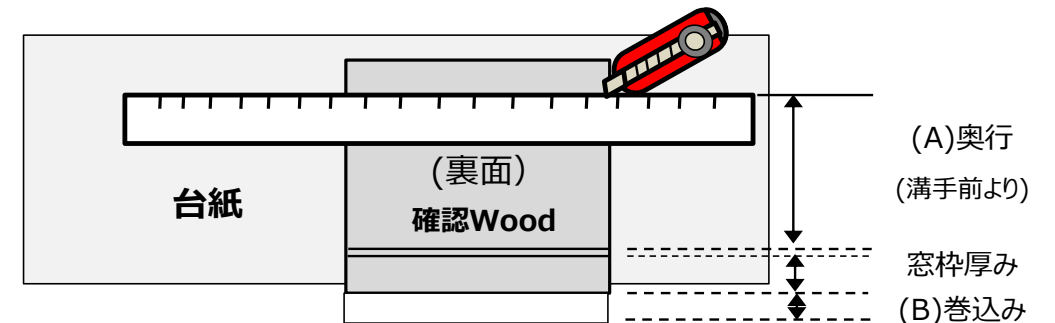 (裏面)
台紙
確認Wood
(A)奥行
(溝手前より)
窓枠厚み
(B)巻込み